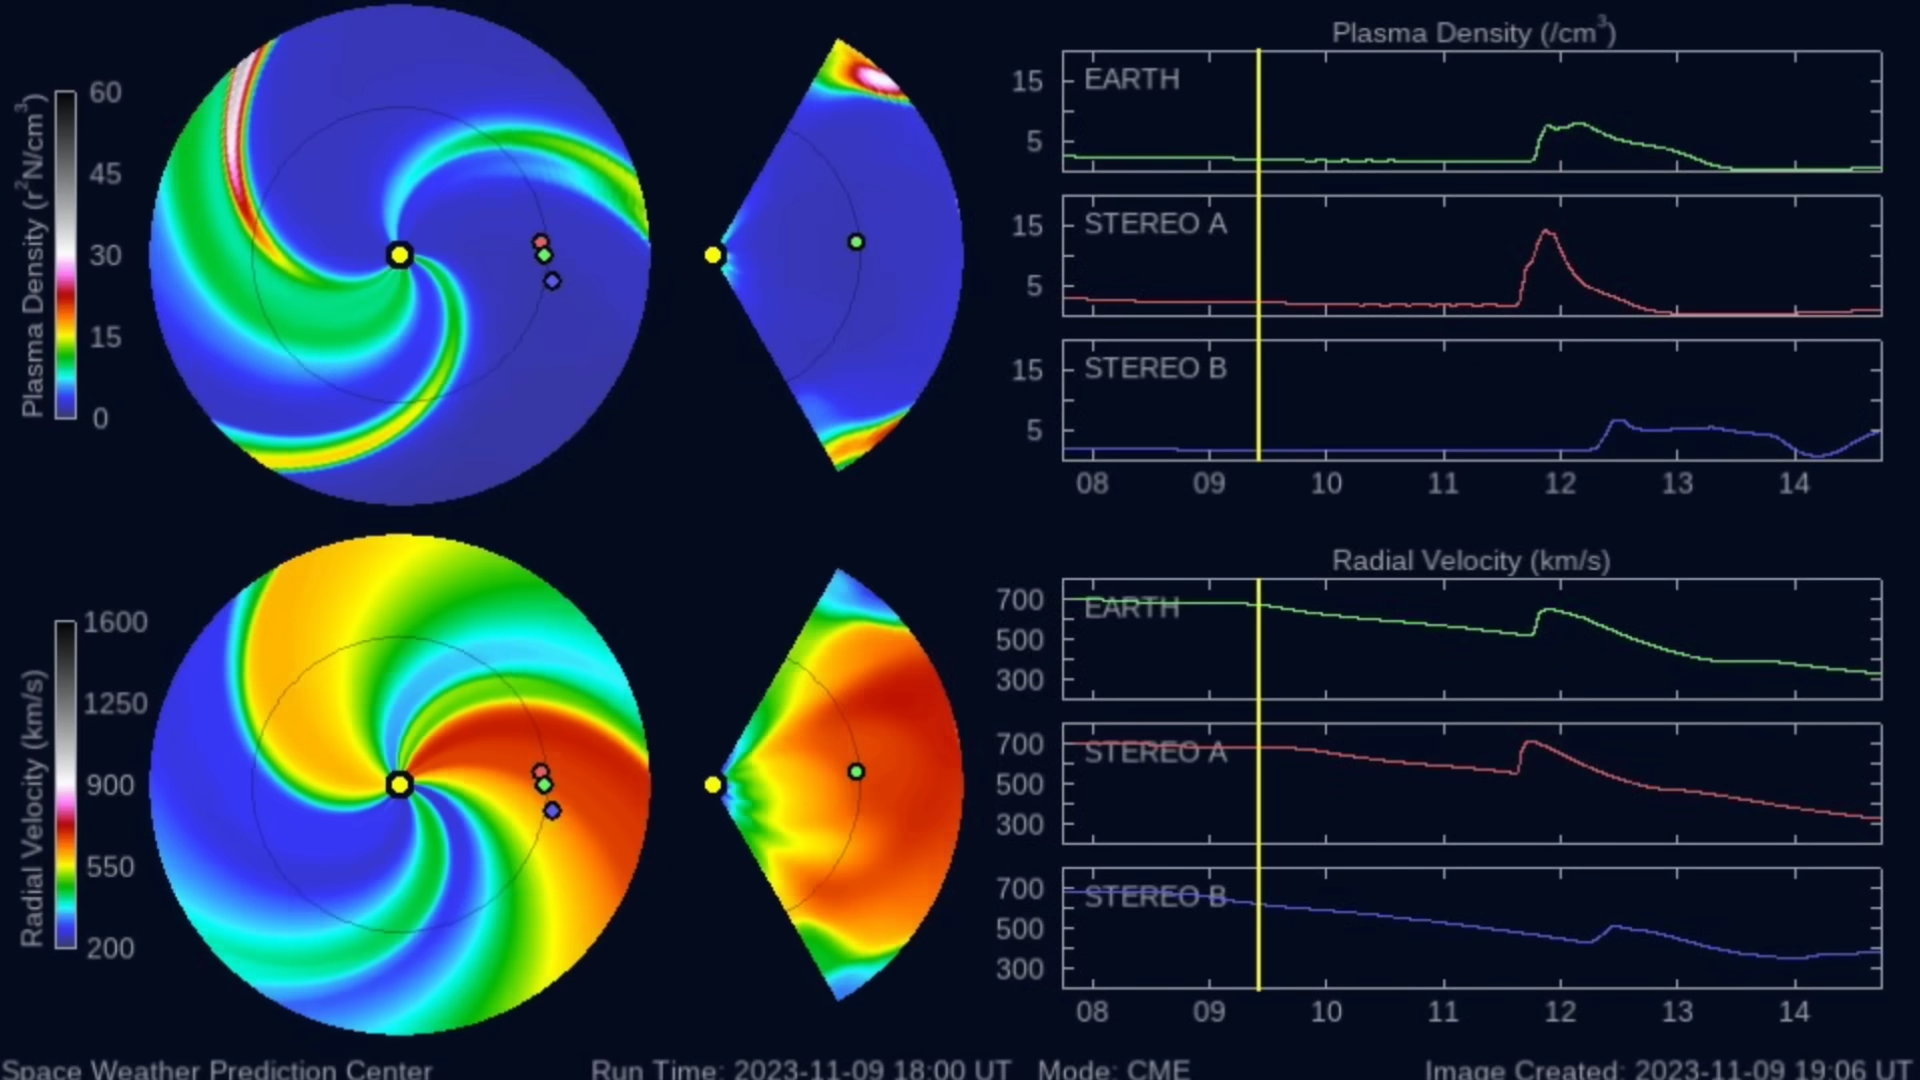 Plasma Density (/cm³)
60
45
30
15
0
Plasma Density (r²N/cm³)
EARTH
15
5
STEREO A
15
5
STEREO B
15
5
08 09 10 11 12 13 14
Radial Velocity (km/s)
1600
1250
900
550
200
Radial Velocity (km/s)
EARTH
700
500
300
STEREO A
700
500
300
STEREO B
700
500
300
08 09 10 11 12 13 14
Space Weather Prediction Center Run Time: 2023-11-09 18:00 UT Mode: CME Image Created: 2023-11-09 19:06 UT